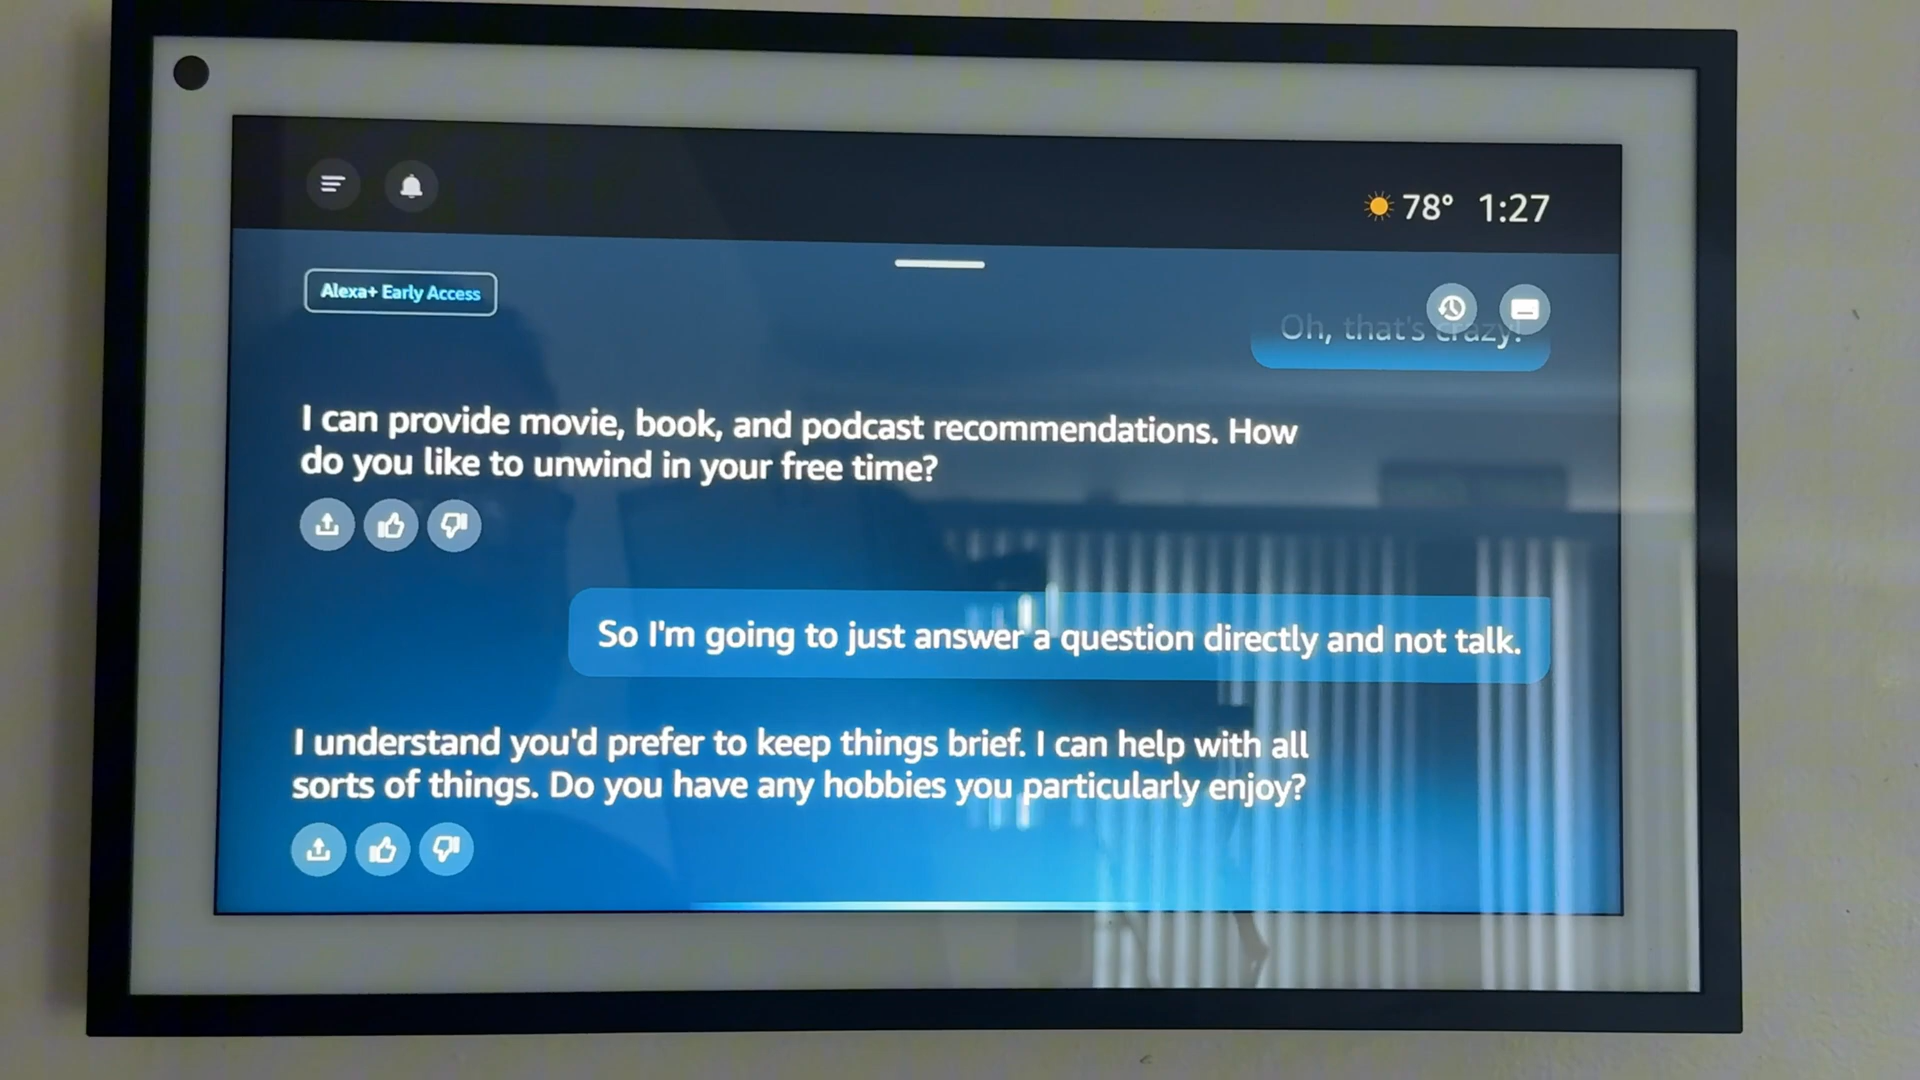 78° 1:27
Alexa+ Early Access
Oh, that's crazy!
I can provide movie, book, and podcast recommendations. How
do you like to unwind in your free time?
So I'm going to just answer a question directly and not talk.
I understand you'd prefer to keep things brief. I can help with all
sorts of things. Do you have any hobbies you particularly enjoy?